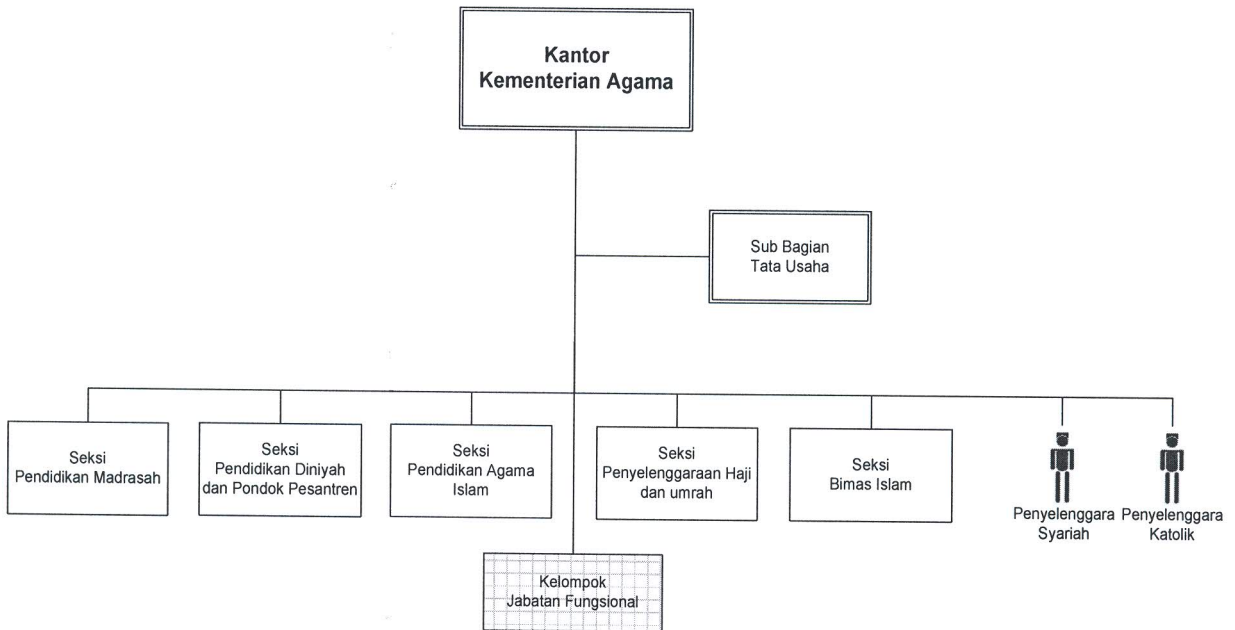 Kantor
Kementerian Agama
Sub Bagian
Tata Usaha
Seksi
Pendidikan Madrasah
Seksi
Pendidikan Diniyah
dan Pondok Pesantren
Seksi
Pendidikan Agama
Islam
Seksi
Penyelenggaraan Haji
dan umrah
Seksi
Bimas Islam
Penyelenggara
Syariah
Penyelenggara
Katolik
Kelompok
Jabatan Fungsional